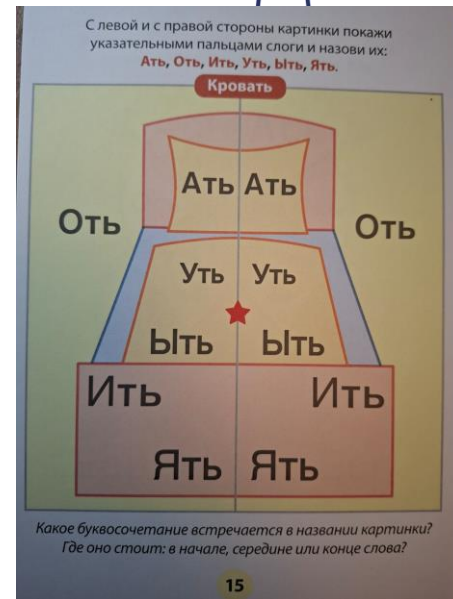 С левой и с правой стороны картинки покажи
указательными пальцами слоги и назови их:
Ать, Оть, Ить, Уть, Ыть, Ять.
Кровать
Ать Ать
Оть Оть
Уть Уть
Ыть Ыть
Ить Ить
Ять Ять
Какое буквосочетание встречается в названии картинки?
Где оно стоит: в начале, середине или конце слова?
15